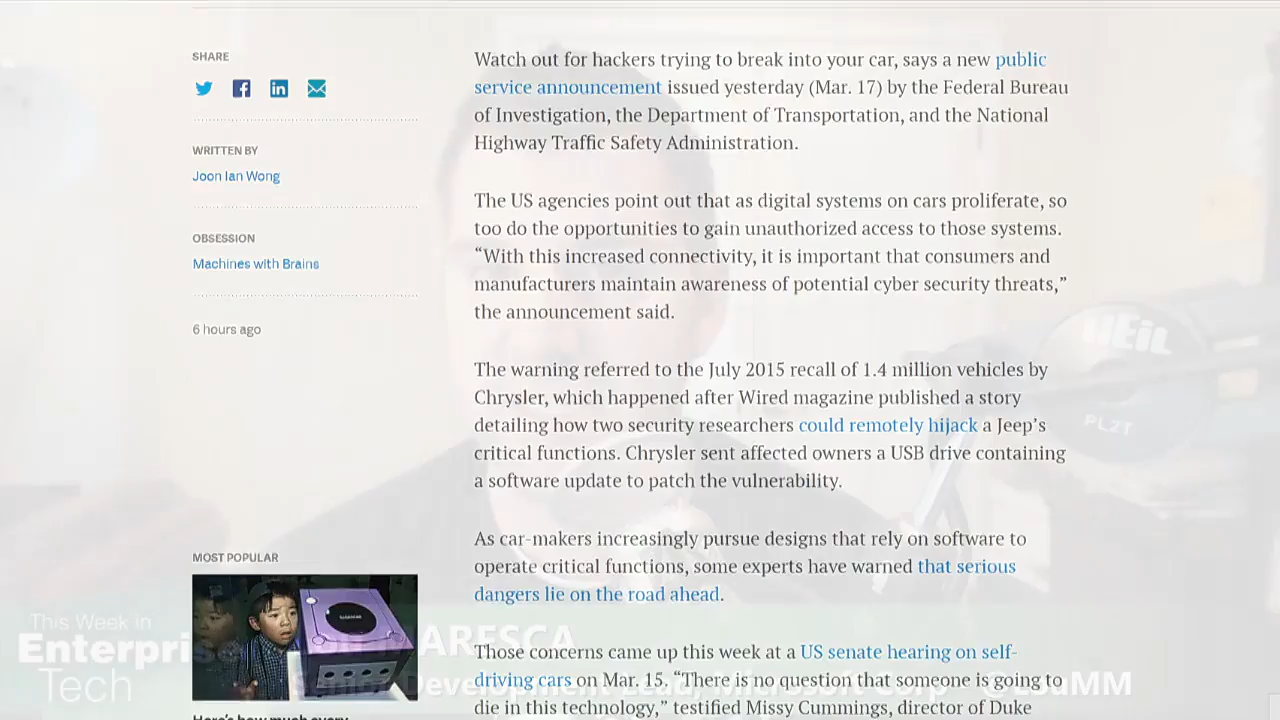 SHARE
WRITTEN BY
Joon Ian Wong
OBSESSION
Machines with Brains
6 hours ago
MOST POPULAR
Watch out for hackers trying to break into your car, says a new public
service announcement issued yesterday (Mar. 17) by the Federal Bureau
of Investigation, the Department of Transportation, and the National
Highway Traffic Safety Administration.
The US agencies point out that as digital systems on cars proliferate, so
too do the opportunities to gain unauthorized access to those systems.
“With this increased connectivity, it is important that consumers and
manufacturers maintain awareness of potential cyber security threats,”
the announcement said.
The warning referred to the July 2015 recall of 1.4 million vehicles by
Chrysler, which happened after Wired magazine published a story
detailing how two security researchers could remotely hijack a Jeep’s
critical functions. Chrysler sent affected owners a USB drive containing
a software update to patch the vulnerability.
As car-makers increasingly pursue designs that rely on software to
operate critical functions, some experts have warned that serious
dangers lie on the road ahead.
Those concerns came up this week at a US senate hearing on self-
driving cars on Mar. 15. “There is no question that someone is going to
die in this technology,” testified Missy Cummings, director of Duke
HEiL
PL2T
This Week in
Enterprise
Tech
MARESCA
Development Lead, Microsoft Corp